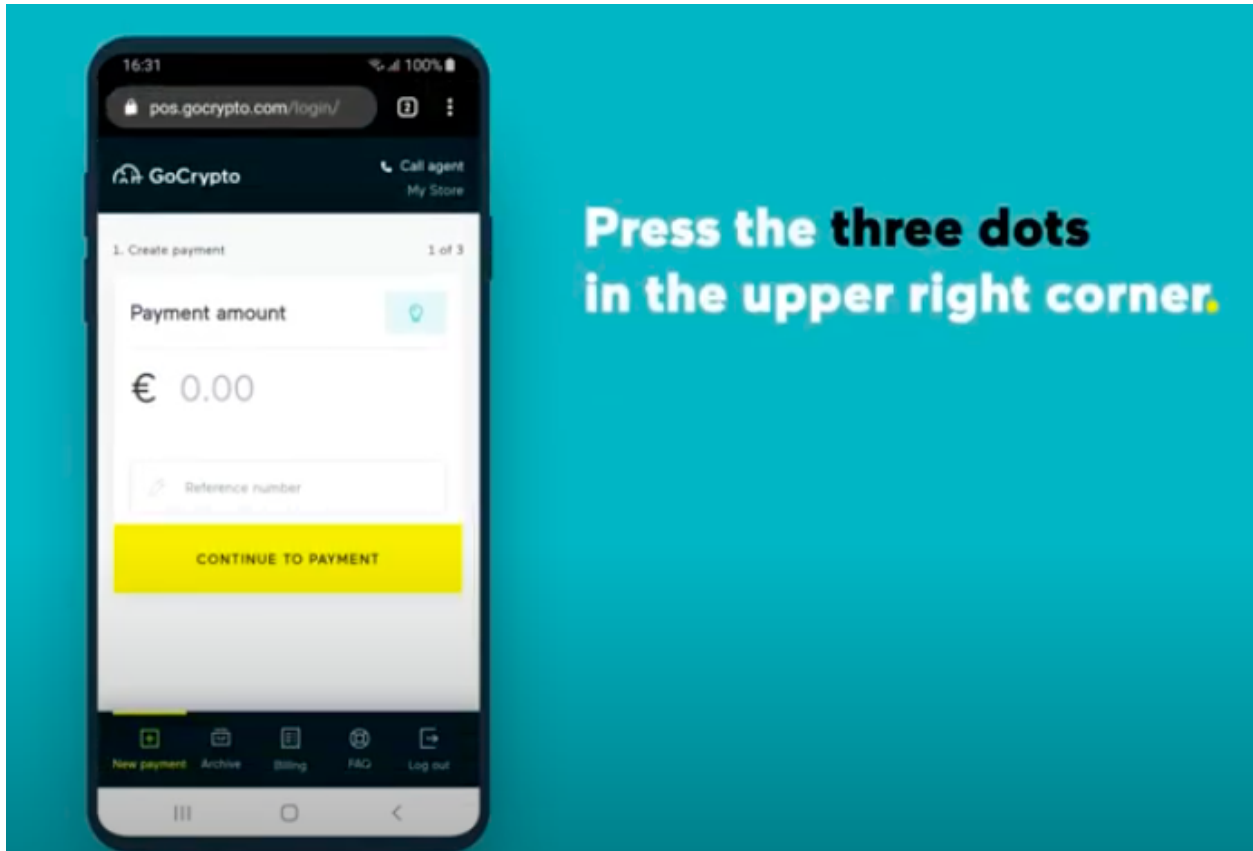 16:31
100%
pos.gocrypto.com/login/
2
GoCrypto
Call agent
My Store
1. Create payment
1 of 3
Payment amount
€ 0.00
Reference number
CONTINUE TO PAYMENT
New payment
Archive
Billing
FAQ
Log out
Press the three dots
in the upper right corner.